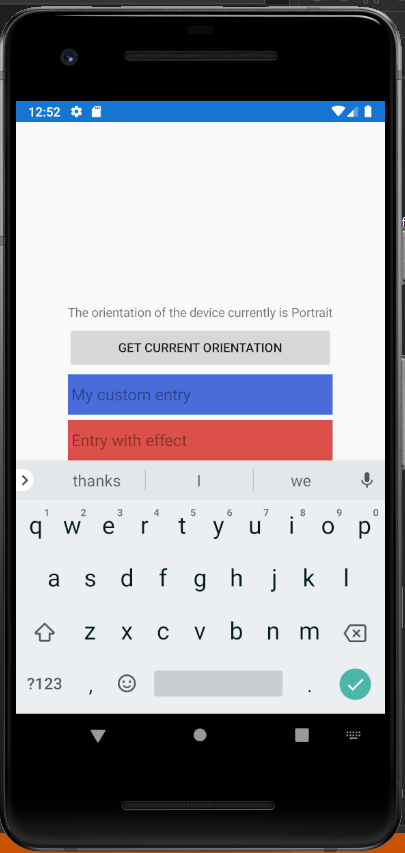 12:52
The orientation of the device currently is Portrait
GET CURRENT ORIENTATION
My custom entry
Entry with effect
thanks I we
1 2 3 4 5 6 7 8 9 0
q w e r t y u i o p
a s d f g h j k l
z x c v b n m
?123 , .